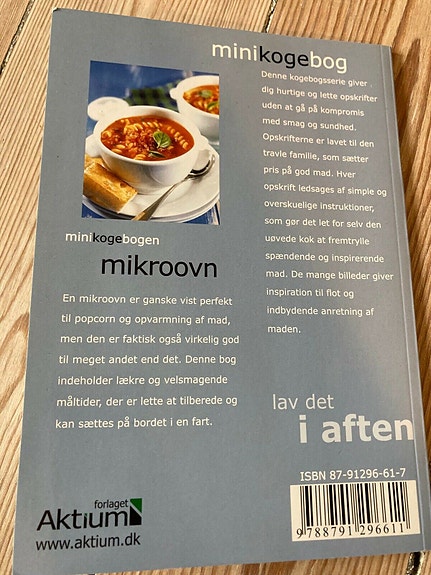 minikogebog
Denne kogebogsserie giver
dig hurtige og lette opskrifter
uden at gå på kompromis
med smag og sundhed.
Opskrifterne er lavet til den
travle familie, som sætter
pris på god mad. Hver
opskrift ledsages af simple og
overskuelige instruktioner,
som gør det let for selv den
uøvede kok at fremtrylle
spændende og inspirerende
mad. De mange billeder giver
inspiration til flot og
indbydende anretning af
maden.
minikogebogen
mikroovn
En mikroovn er ganske vist perfekt
til popcorn og opvarmning af mad,
men den er faktisk også virkelig god
til meget andet end det. Denne bog
indeholder lækre og velsmagende
måltider, der er lette at tilberede og
kan sættes på bordet i en fart.
lav det
i aften
ISBN 87-91296-61-7
9788791296611
forlaget
Aktium
www.aktium.dk